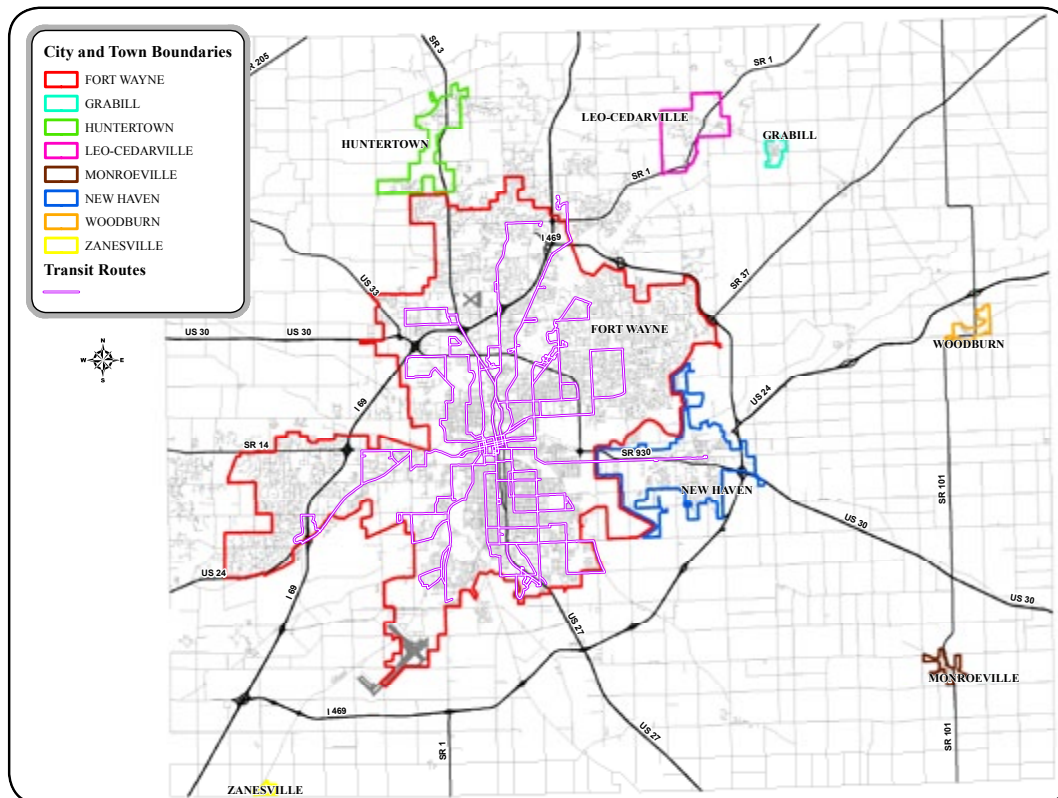 City and Town Boundaries
FORT WAYNE
GRABILL
HUNTERTOWN
LEO-CEDARVILLE
MONROEVILLE
NEW HAVEN
WOODBURN
ZANESVILLE
Transit Routes
N
W E
S
SR 205
SR 3
SR 1
LEO-CEDARVILLE
HUNTERTOWN
GRABILL
SR 1
I 469
SR 37
US 33
US 30
US 30
FORT WAYNE
WOODBURN
I 69
US 24
SR 14
SR 930
NEW HAVEN
SR 101
US 30
US 24
I 69
US 30
US 27
MONROEVILLE
I 469
SR 1
US 27
SR 101
ZANESVILLE